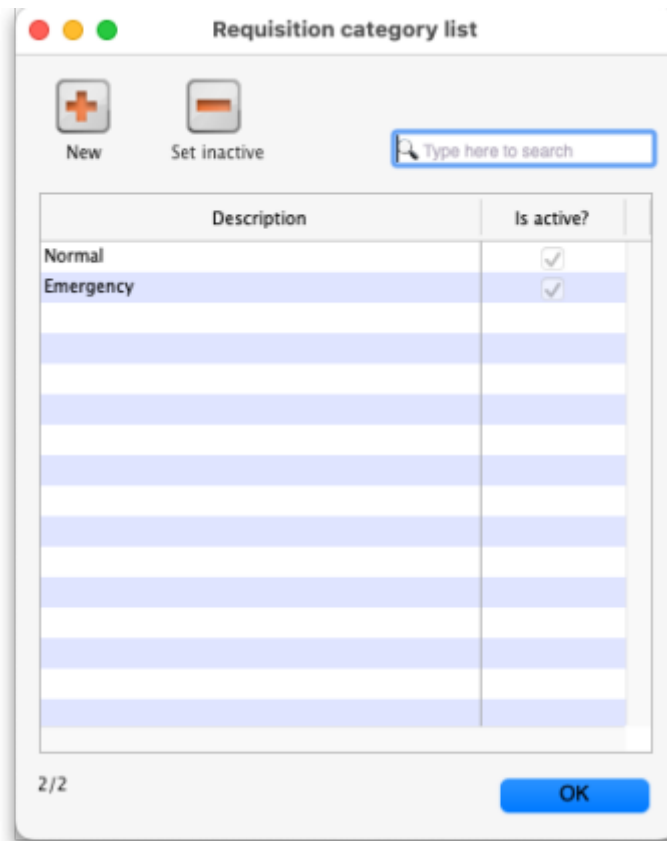 Requisition category list
New Set inactive
Type here to search
Description Is active?
Normal
Emergency
2/2
OK